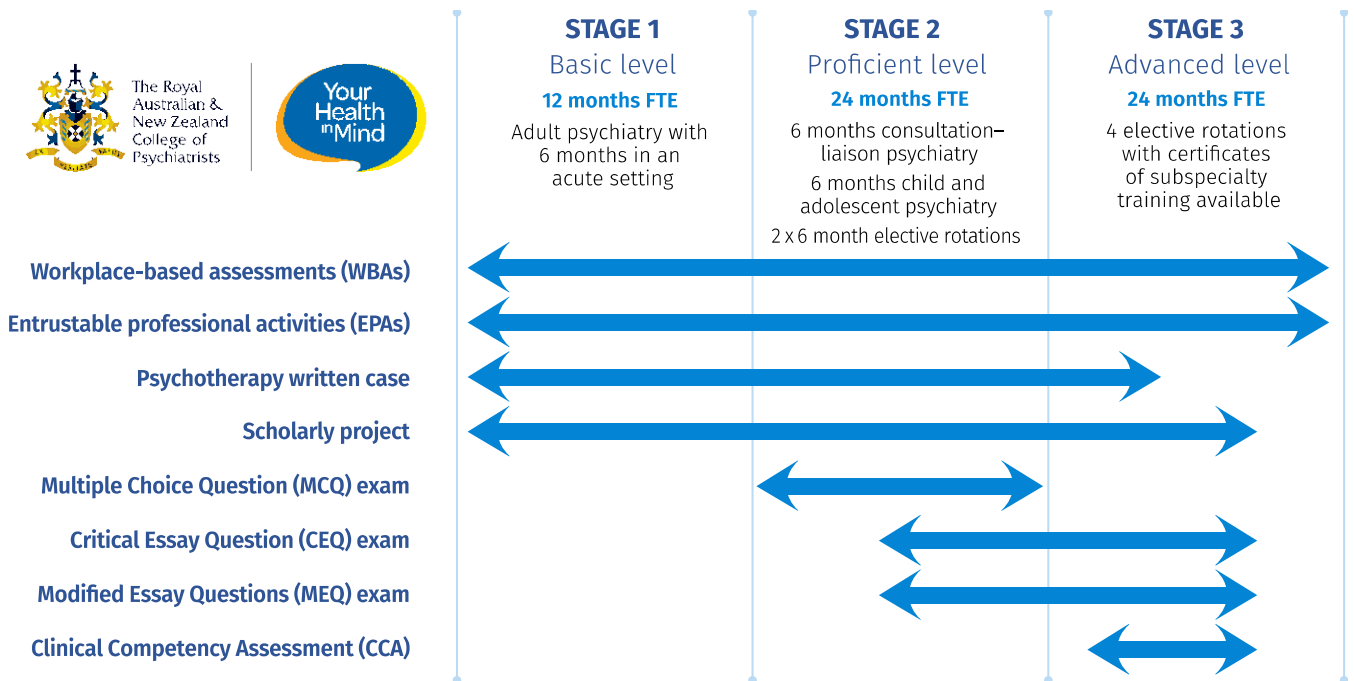 The Royal
Australian &
New Zealand
College of
Psychiatrists
Your
Health
in Mind
STAGE 1
Basic level
12 months FTE
Adult psychiatry with
6 months in an
acute setting
STAGE 2
Proficient level
24 months FTE
6 months consultation–
liaison psychiatry
6 months child and
adolescent psychiatry
2 x 6 month elective rotations
STAGE 3
Advanced level
24 months FTE
4 elective rotations
with certificates
of subspecialty
training available
Workplace-based assessments (WBAs)
Entrustable professional activities (EPAs)
Psychotherapy written case
Scholarly project
Multiple Choice Question (MCQ) exam
Critical Essay Question (CEQ) exam
Modified Essay Questions (MEQ) exam
Clinical Competency Assessment (CCA)